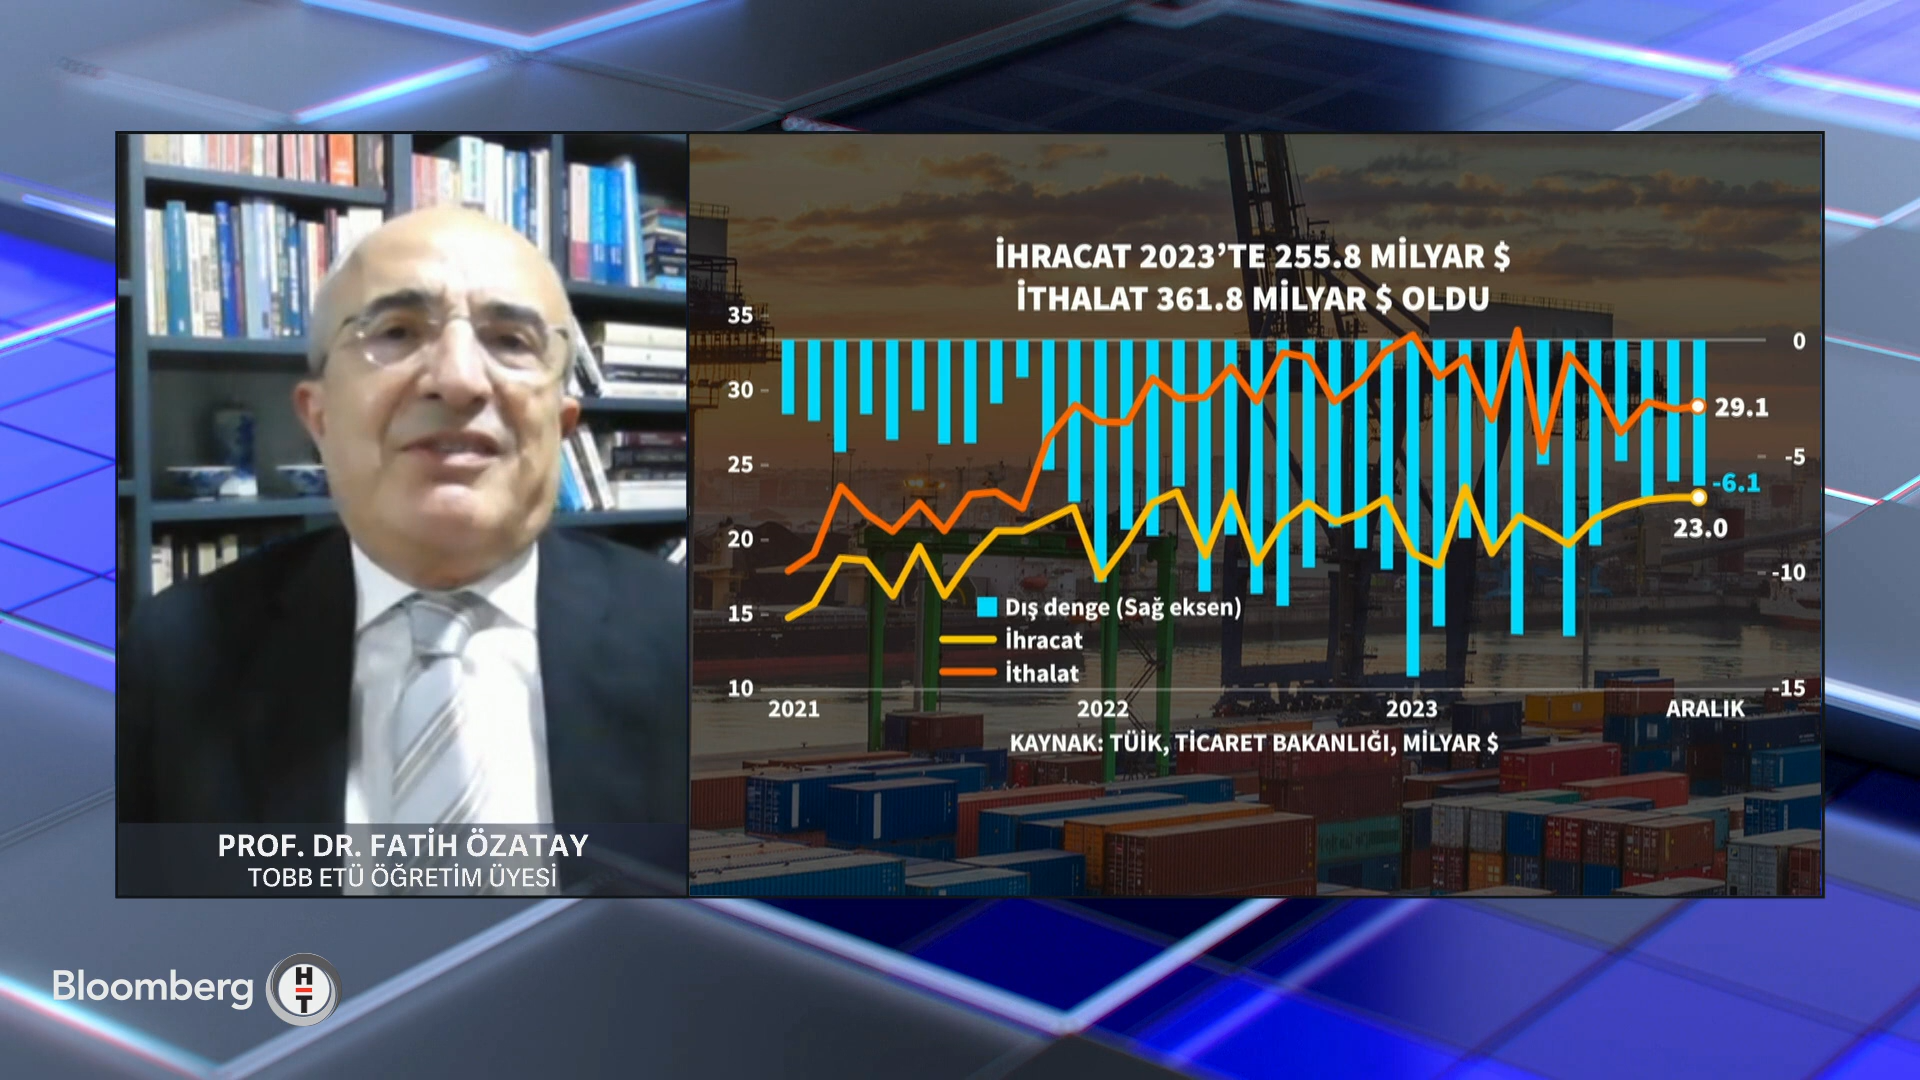 İHRACAT 2023'TE 255.8 MİLYAR $
İTHALAT 361.8 MİLYAR $ OLDU
35
30
25
20
15
10
0
-5
-10
-15
29.1
-6.1
23.0
Dış denge (Sağ eksen)
İhracat
İthalat
2021
2022
2023
ARALIK
KAYNAK: TÜİK, TİCARET BAKANLIĞI, MİLYAR $
PROF. DR. FATİH ÖZATAY
TOBB ETÜ ÖĞRETİM ÜYESİ
Bloomberg HT